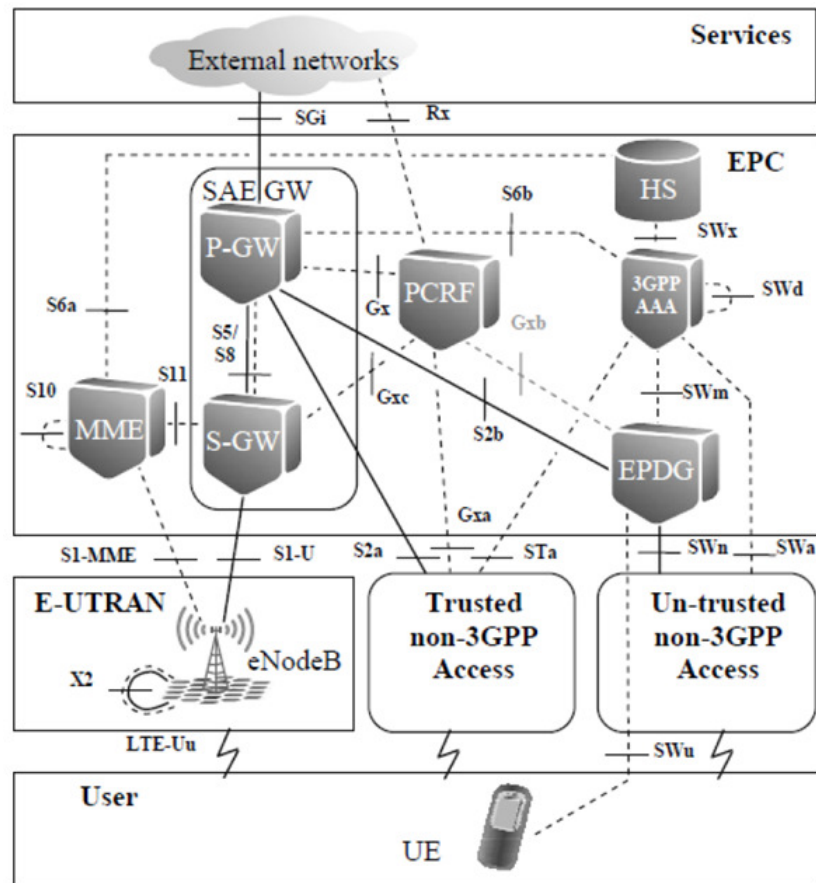 Services
External networks
SGi
Rx
EPC
HS
SAE GW
S6b
SWx
P-GW
PCRF
3GPP
AAA
SWd
Gx
S6a
S5/
S8
Gxb
S10
S11
Gxc
SWm
MME
S-GW
S2b
EPDG
Gxa
S1-MME
S1-U
S2a
STa
SWn
SWa
E-UTRAN
Trusted
non-3GPP
Access
Un-trusted
non-3GPP
Access
eNodeB
X2
LTE-Uu
SWu
User
UE